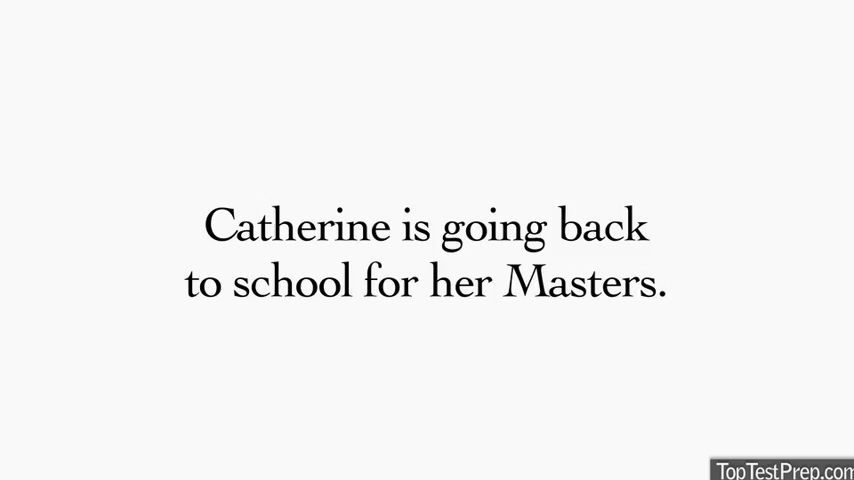 Catherine is going back
to school for her Masters.
TopTestPrep.com